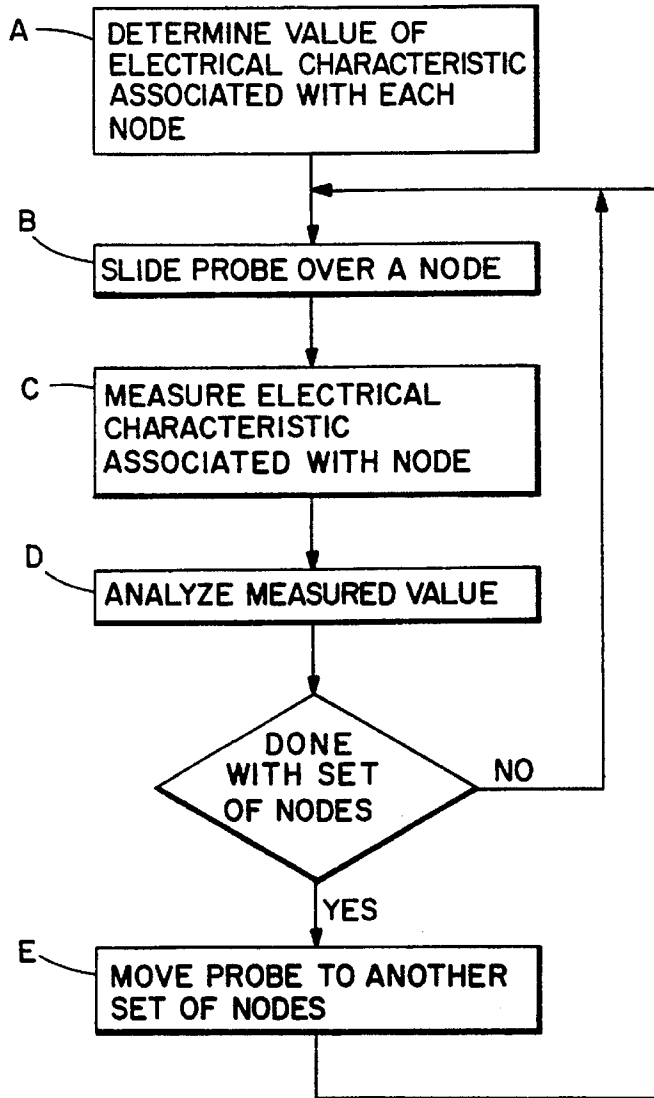 A
DETERMINE VALUE OF
ELECTRICAL CHARACTERISTIC
ASSOCIATED WITH EACH
NODE
B
SLIDE PROBE OVER A NODE
C
MEASURE ELECTRICAL
CHARACTERISTIC
ASSOCIATED WITH NODE
D
ANALYZE MEASURED VALUE
DONE
WITH SET
OF NODES
NO
YES
E
MOVE PROBE TO ANOTHER
SET OF NODES